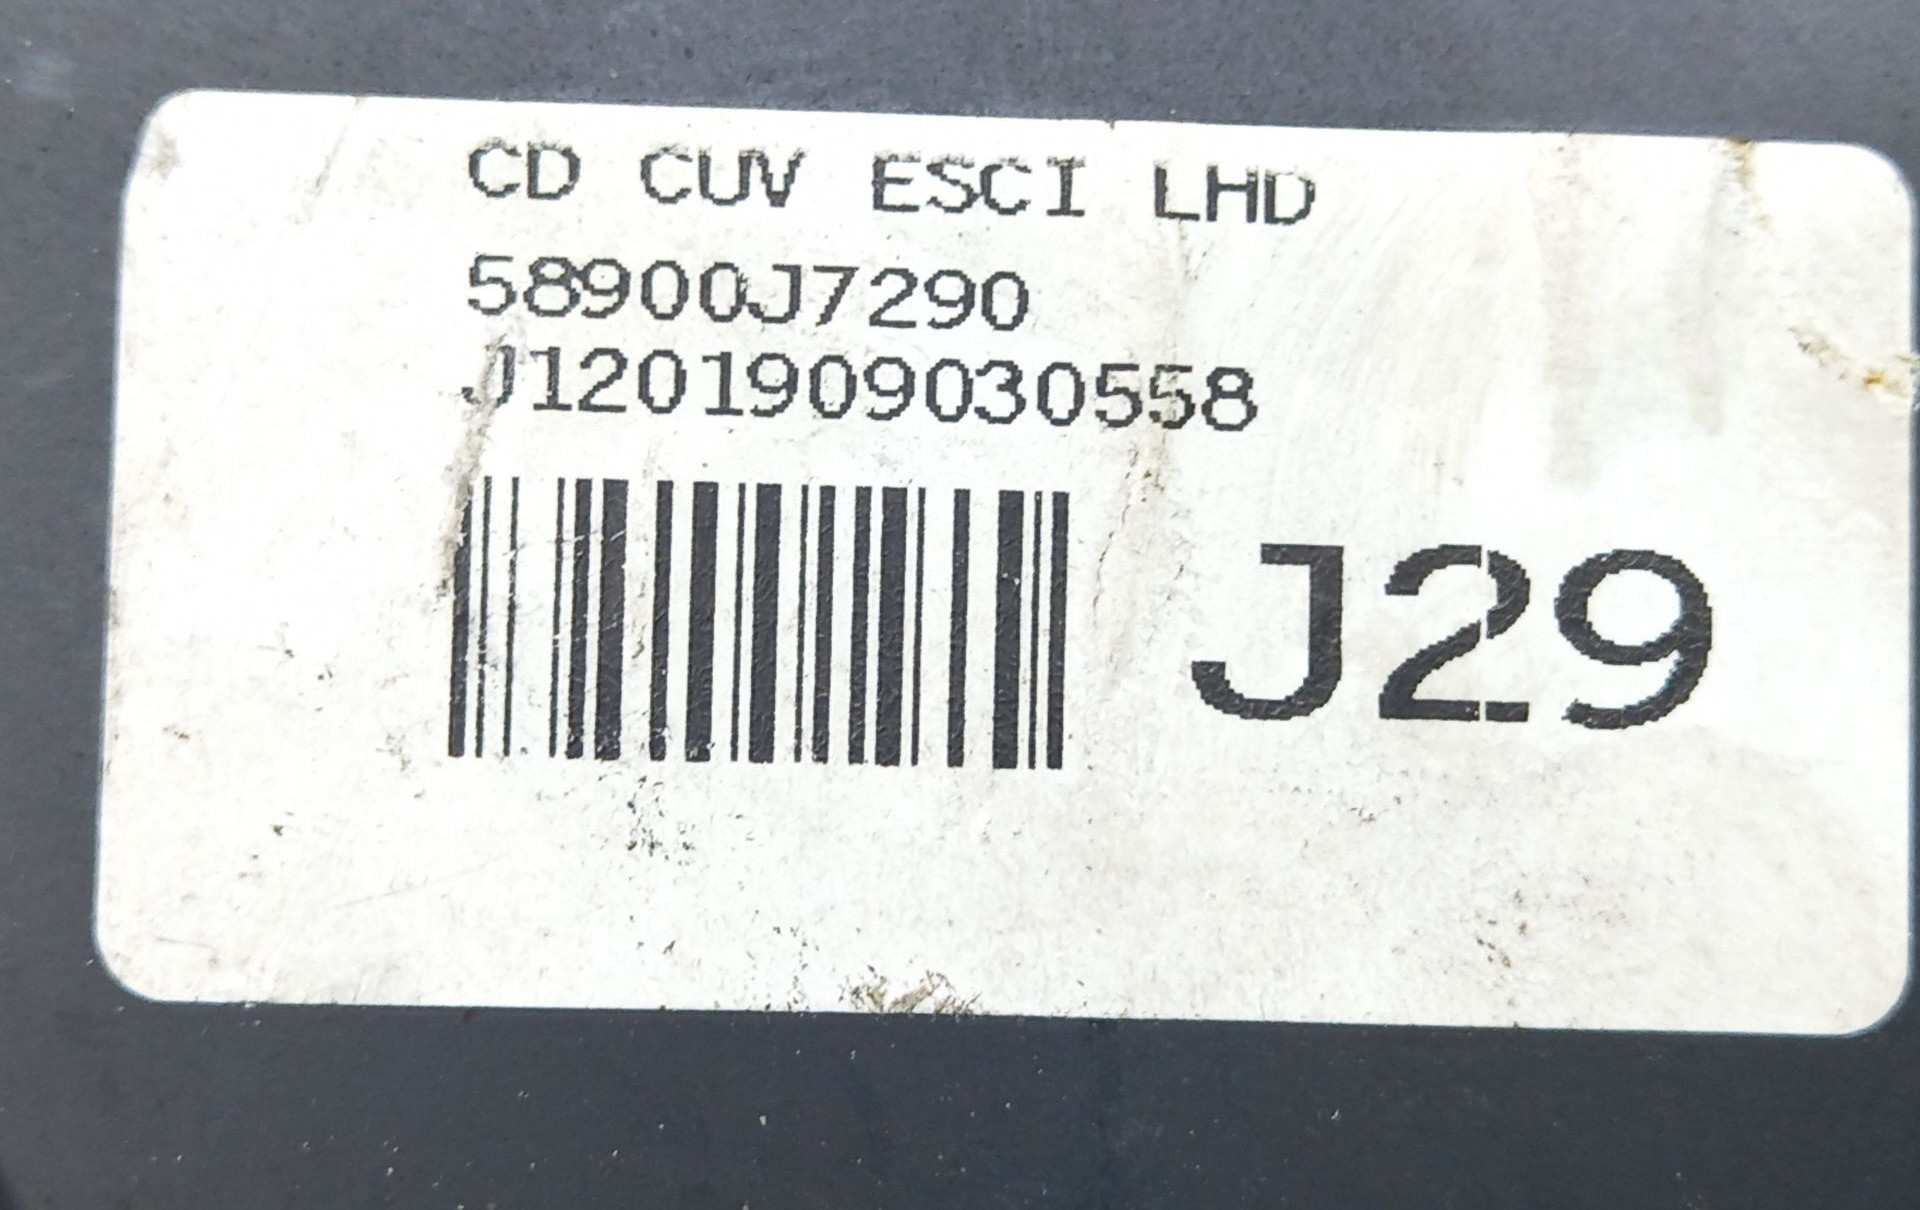 CD CUV ESCI LHD
58900J7290
J1201909030558
J29